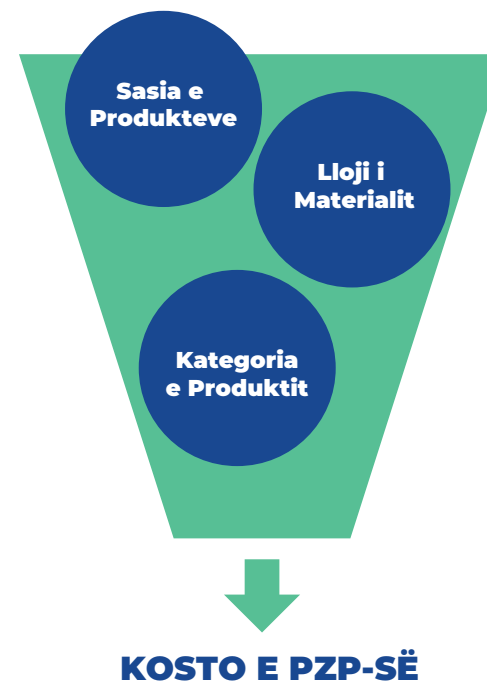 Sasia e
Produkteve
Lloji i
Materialit
Kategoria
e Produktit
KOSTO E PZP-SË